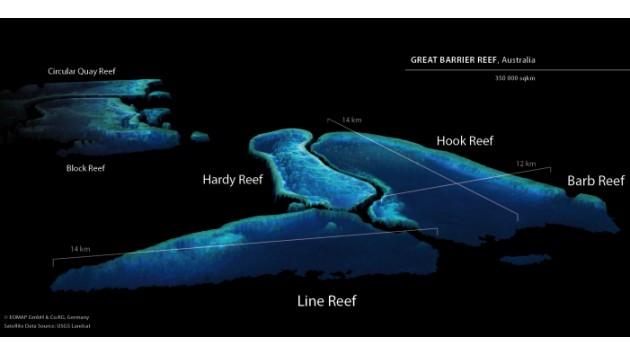 Circular Quay Reef
GREAT BARRIER REEF, Australia
350 000 sqkm
14 km
Hook Reef
12 km
Block Reef
Hardy Reef
Barb Reef
14 km
Line Reef
© EOMAP GmbH & Co.KG, Germany
Satellite Data Source: USGS Landsat